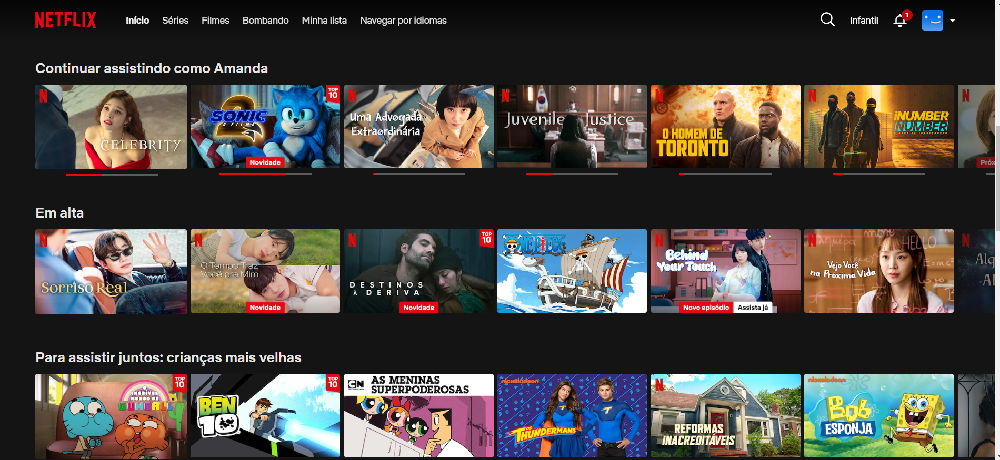 NETFLIX
Início Séries Filmes Bombando Minha lista Navegar por idiomas
Infantil
1
Continuar assistindo como Amanda
N
CELEBRITY
SONIC
2
O FILME
TOP
10
Novidade
N
Uma Advogada
Extraordinária
N
Juvenile Justice
N
O HOMEM DE
TORONTO
N
iNUMBER
NUMBER
N
Próx
Em alta
N
Sorriso Real
N
O Tempo Traz
Você pra Mim
Novidade
N
TOP
10
DESTINOS
À DERIVA
Novidade
ONE PIECE
N
Behind
Your Touch
Novo episódio Assista já
N
HELLO
Vejo Você
na Próxima Vida
N
Alq
Al
Para assistir juntos: crianças mais velhas
TOP
10
O
INCRÍVEL
MUNDO DE
GUMBALL
TOP
10
BEN
10
CN
CARTOON NETWORK
AS MENINAS
SUPERPODEROSAS
nickelodeon
OS
THUNDERMANS
T
T
N
REFORMAS
INACREDITÁVEIS
nickelodeon
BOB
ESPONJA